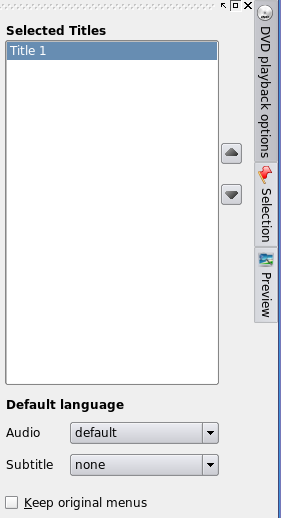 Selected Titles
Title 1
Default language
Audio default
Subtitle none
Keep original menus
DVD playback options
Selection
Preview